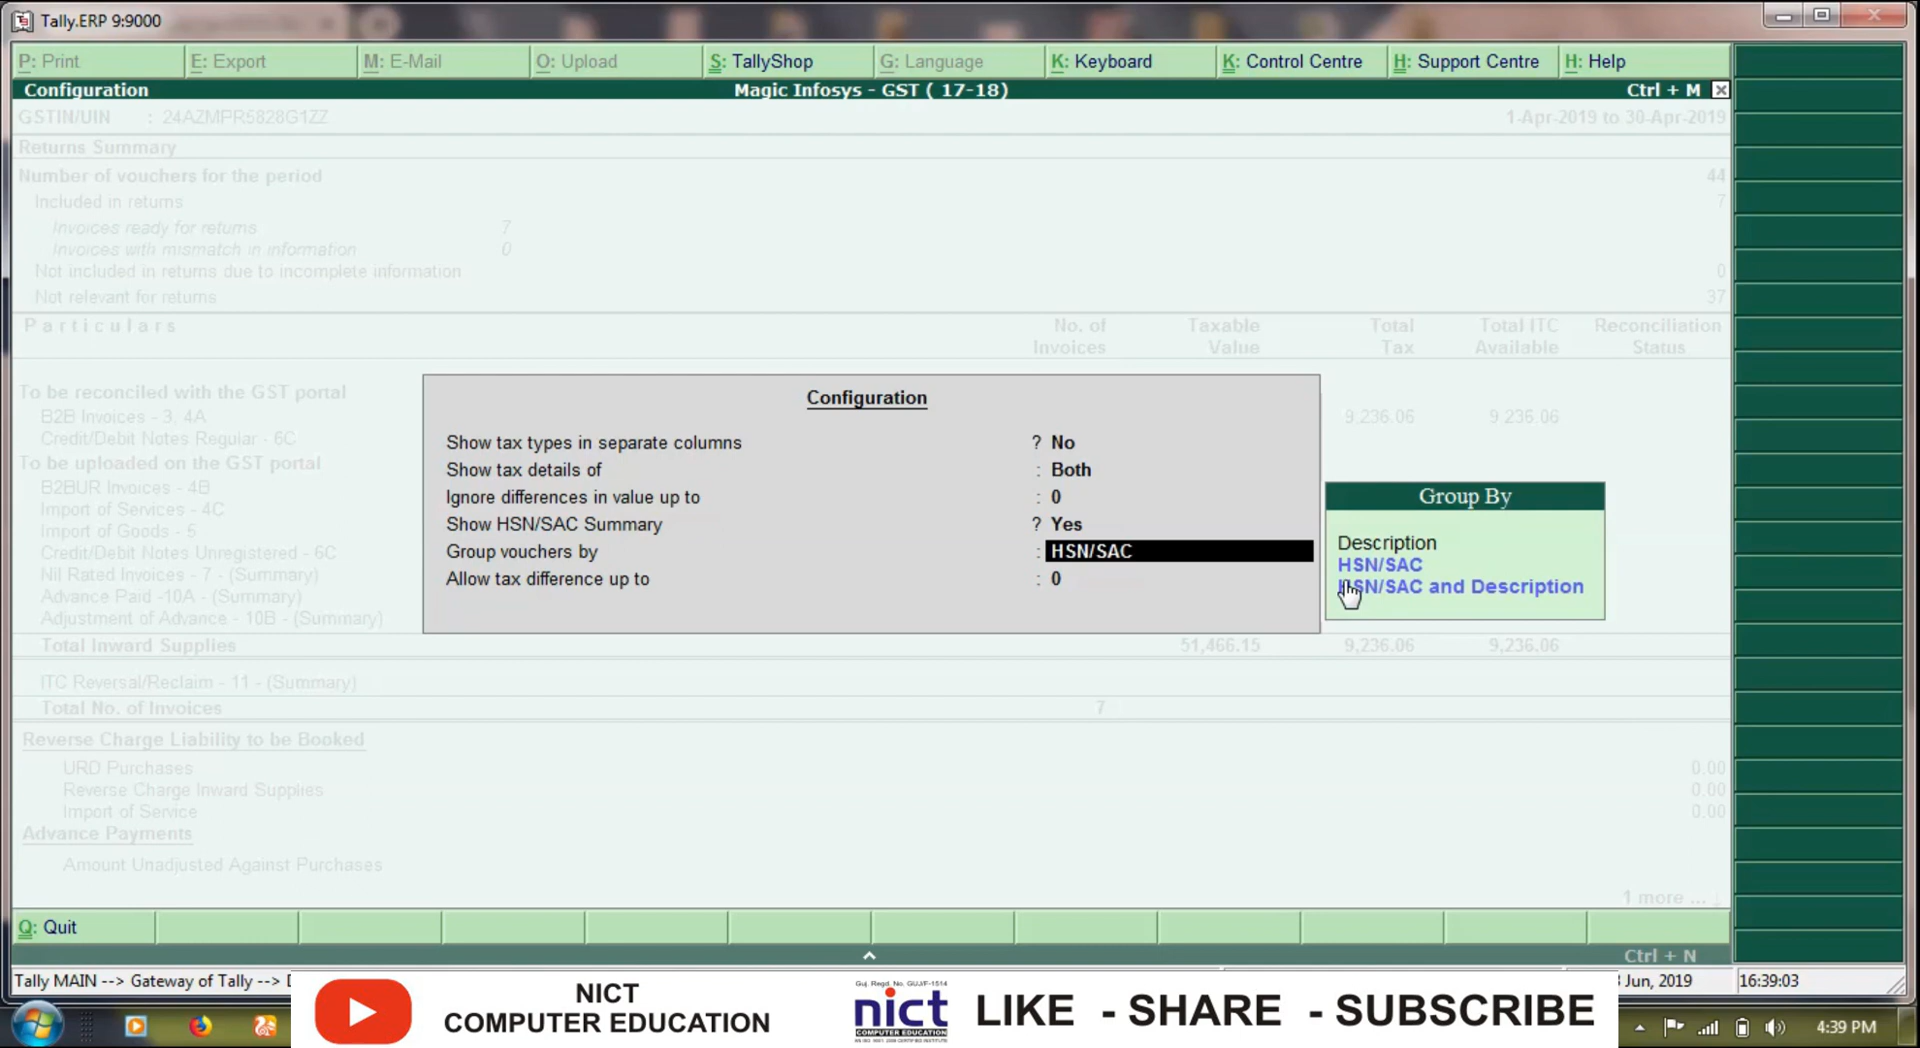 Tally.ERP 9:9000
P: Print
E: Export
M: E-Mail
O: Upload
S: TallyShop
G: Language
K: Keyboard
K: Control Centre
H: Support Centre
H: Help
Configuration
Magic Infosys - GST ( 17-18)
Ctrl + M
GSTIN/UIN : 24AZMPR5828G1ZZ
1-Apr-2019 to 30-Apr-2019
Returns Summary
Number of vouchers for the period 44
Included in returns 7
Invoices ready for returns 7
Invoices with mismatch in information 0
Not included in returns due to incomplete information 0
Not relevant for returns 37
Particulars
No. of Invoices
Taxable Value
Total Tax
Total ITC Available
Reconciliation Status
To be reconciled with the GST portal
B2B Invoices - 3, 4A 9,236.06 9,236.06
Credit/Debit Notes Regular - 6C
To be uploaded on the GST portal
B2BUR Invoices - 4B
Import of Services - 4C
Import of Goods - 5
Credit/Debit Notes Unregistered - 6C
Nil Rated Invoices - 7 - (Summary)
Advance Paid -10A - (Summary)
Adjustment of Advance - 10B - (Summary)
Total Inward Supplies 51,466.15 9,236.06 9,236.06
ITC Reversal/Reclaim - 11 - (Summary)
Total No. of Invoices 7
Reverse Charge Liability to be Booked
URD Purchases 0.00
Reverse Charge Inward Supplies 0.00
Import of Service 0.00
Advance Payments
Amount Unadjusted Against Purchases
1 more ... ↓
Configuration
Show tax types in separate columns ? No
Show tax details of : Both
Ignore differences in value up to : 0
Show HSN/SAC Summary ? Yes
Group vouchers by : HSN/SAC
Allow tax difference up to : 0
Group By
Description
HSN/SAC
HSN/SAC and Description
Q: Quit
Ctrl + N
Tally MAIN --> Gateway of Tally -->
Jun, 2019
16:39:03
NICT
COMPUTER EDUCATION
Guj. Regd. No. GUJ/F-1514
nict
COMPUTER EDUCATION
LIKE - SHARE - SUBSCRIBE
4:39 PM